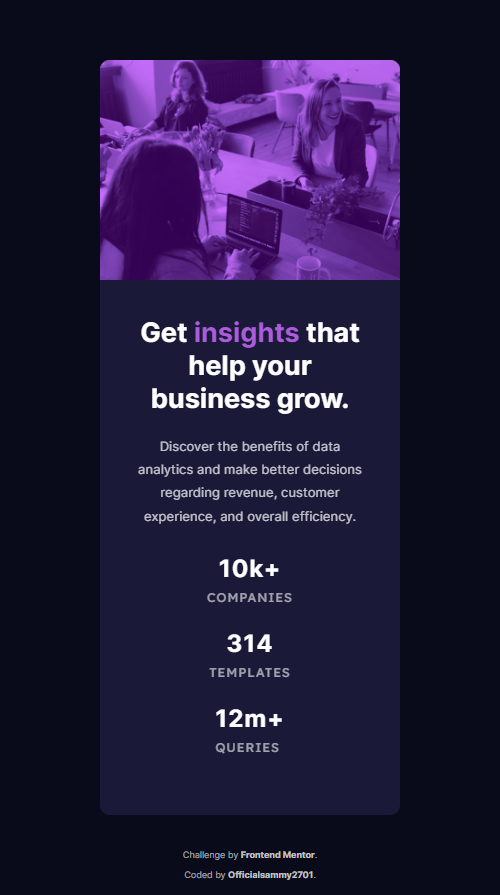 Get insights that
help your
business grow.
Discover the benefits of data
analytics and make better decisions
regarding revenue, customer
experience, and overall efficiency.
10k+
COMPANIES
314
TEMPLATES
12m+
QUERIES
Challenge by Frontend Mentor.
Coded by Officialsammy2701.